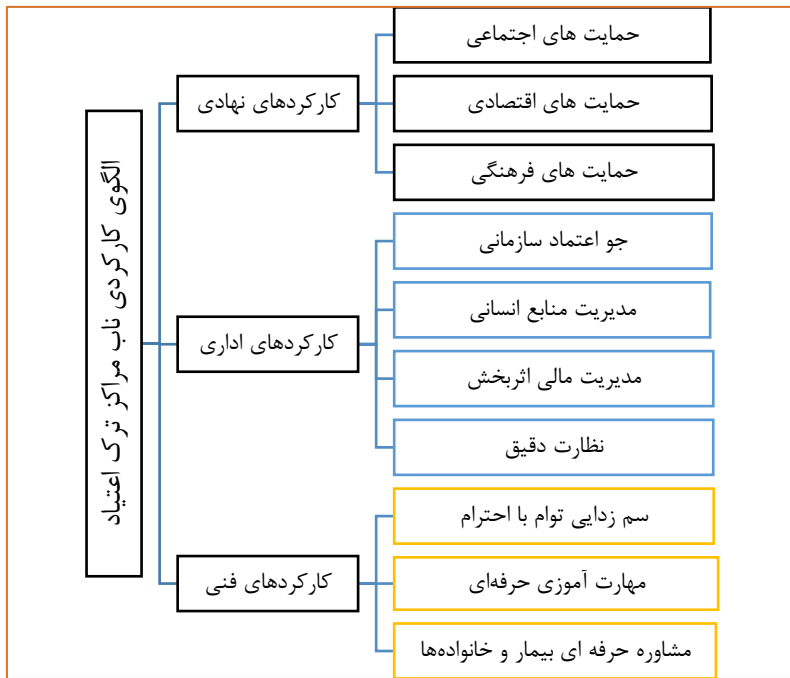 الگوی کارکردی ناب مراکز ترک اعتیاد
کارکردهای نهادی
حمایت های اجتماعی
حمایت های اقتصادی
حمایت های فرهنگی
کارکردهای اداری
جو اعتماد سازمانی
مدیریت منابع انسانی
مدیریت مالی اثربخش
نظارت دقیق
کارکردهای فنی
سم زدایی توام با احترام
مهارت آموزی حرفه‌ای
مشاوره حرفه ای بیمار و خانواده‌ها